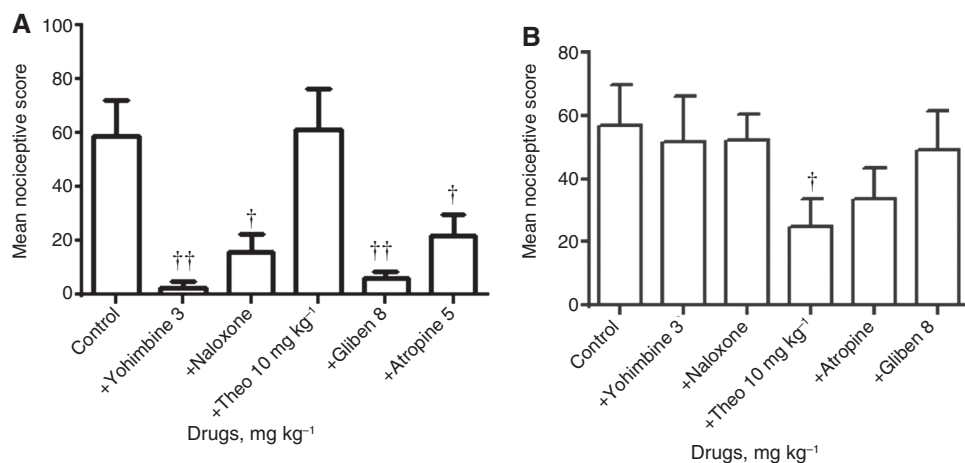 A
100
80
60
40
20
0
Mean nociceptive score
††
†
††
†
Control
+Yohimbine 3
+Naloxone
+Theo 10 mg kg⁻¹
+Gliben 8
+Atropine 5
Drugs, mg kg⁻¹
B
80
60
40
20
0
Mean nociceptive score
†
Control
+Yohimbine 3
+Naloxone
+Theo 10 mg kg⁻¹
+Atropine
+Gliben 8
Drugs, mg kg⁻¹